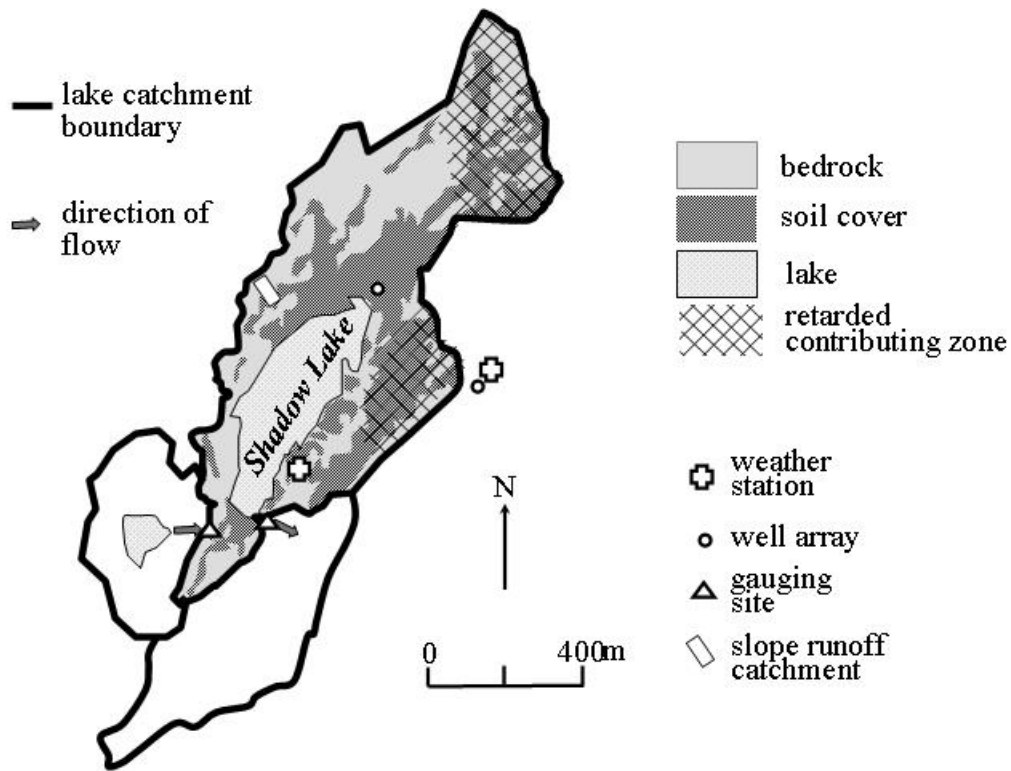 lake catchment
boundary
direction of
flow
bedrock
soil cover
lake
retarded
contributing zone
Shadow Lake
weather
station
well array
gauging
site
slope runoff
catchment
N
0 400m